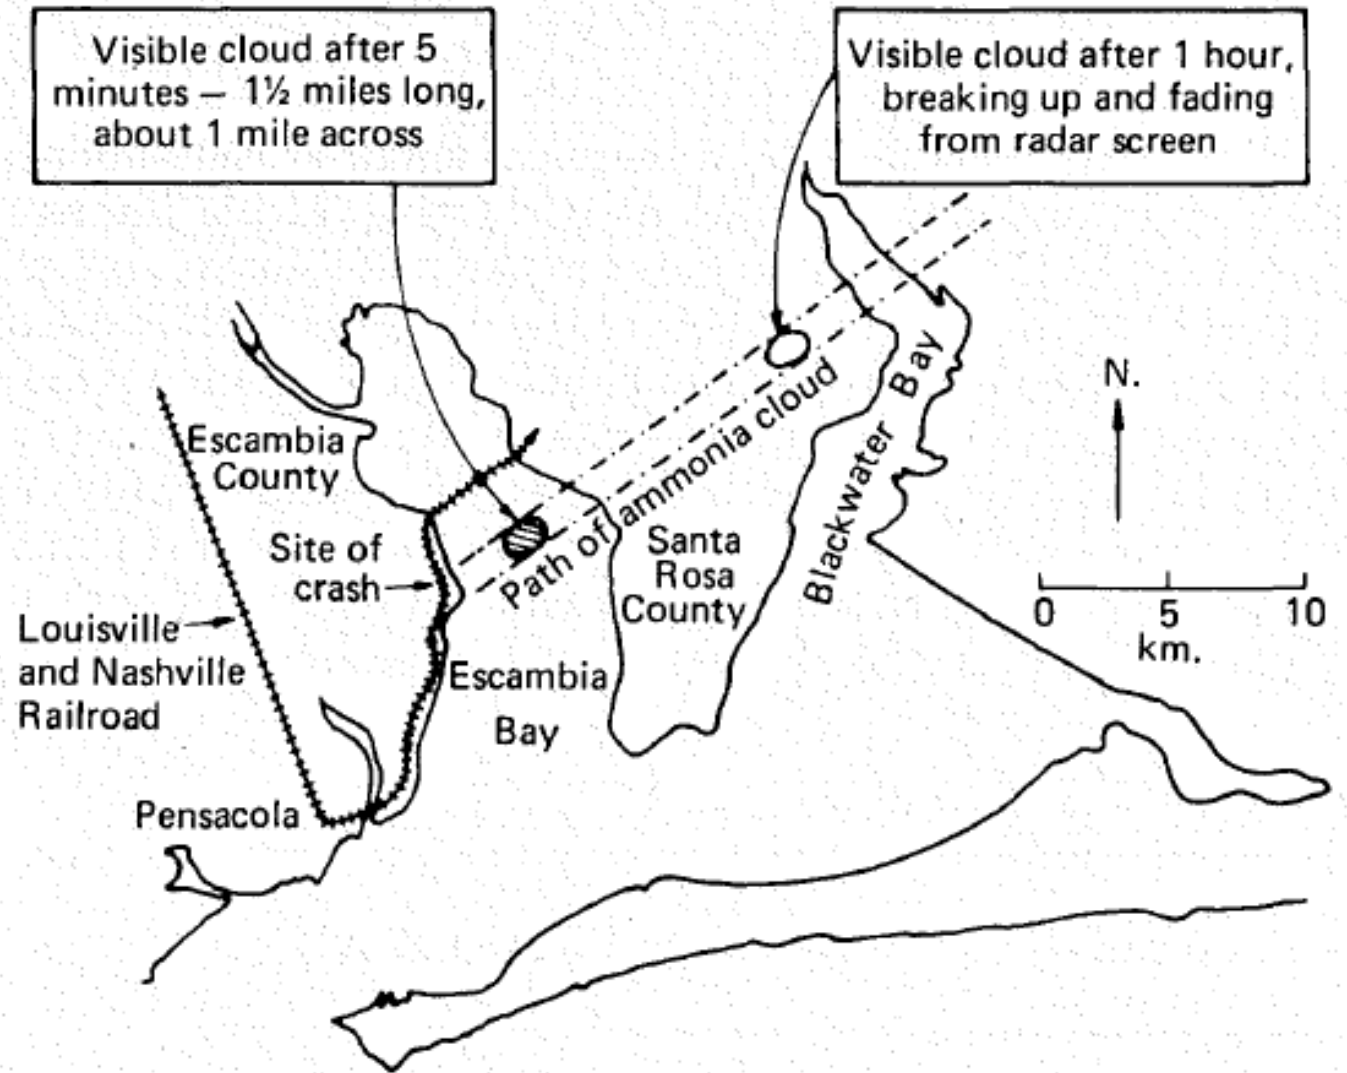 Visible cloud after 5
minutes — 1½ miles long,
about 1 mile across
Visible cloud after 1 hour,
breaking up and fading
from radar screen
N.
Escambia
County
Site of
crash
Path of ammonia cloud
Santa
Rosa
County
Blackwater Bay
0 5 10
km.
Louisville
and Nashville
Railroad
Escambia
Bay
Pensacola